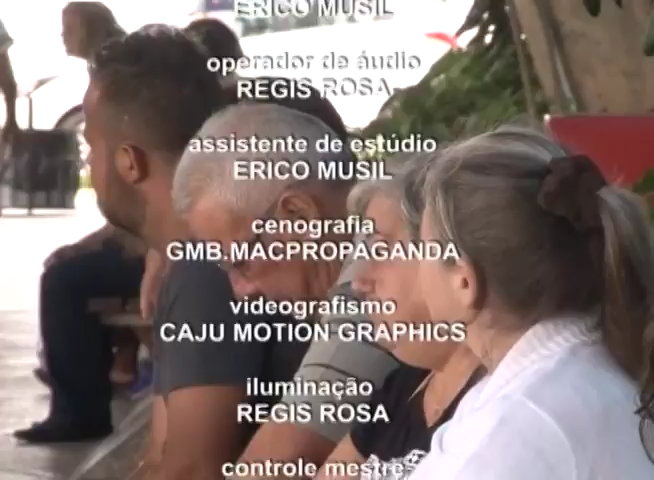 ERICO MUSIL
operador de áudio
REGIS ROSA
assistente de estúdio
ERICO MUSIL
cenografia
GMB.MACPROPAGANDA
videografismo
CAJU MOTION GRAPHICS
iluminação
REGIS ROSA
controle mestre